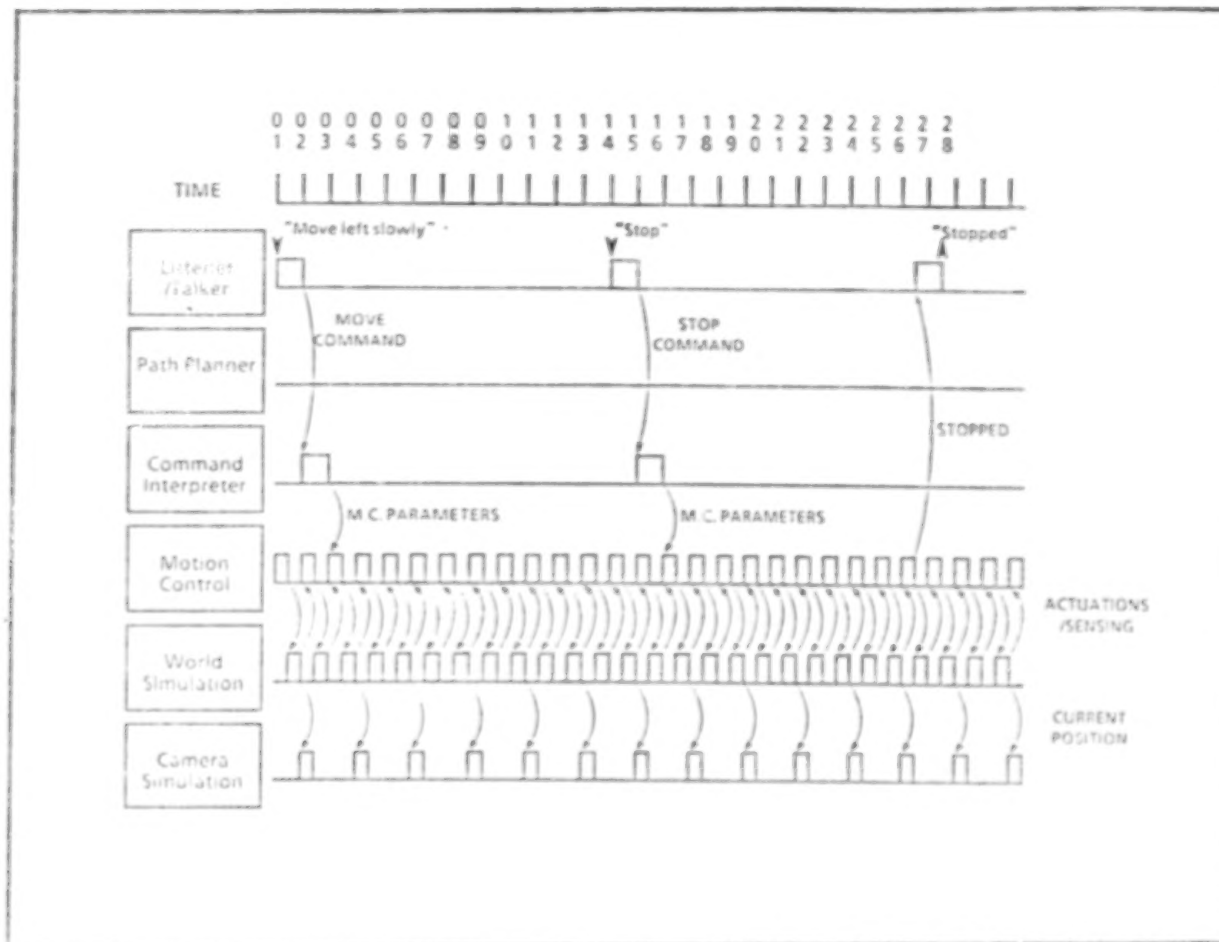 0 0 0 0 0 0 0 0 0 1 1 1 1 1 1 1 1 1 1 2 2 2 2 2 2 2 2 2
1 2 3 4 5 6 7 8 9 0 1 2 3 4 5 6 7 8 9 0 1 2 3 4 5 6 7 8
TIME
"Move left slowly"
"Stop"
"Stopped"
Listener
/Talker
MOVE
COMMAND
STOP
COMMAND
Path Planner
STOPPED
Command
Interpreter
M.C. PARAMETERS
M.C. PARAMETERS
Motion
Control
ACTUATIONS
/SENSING
World
Simulation
CURRENT
POSITION
Camera
Simulation